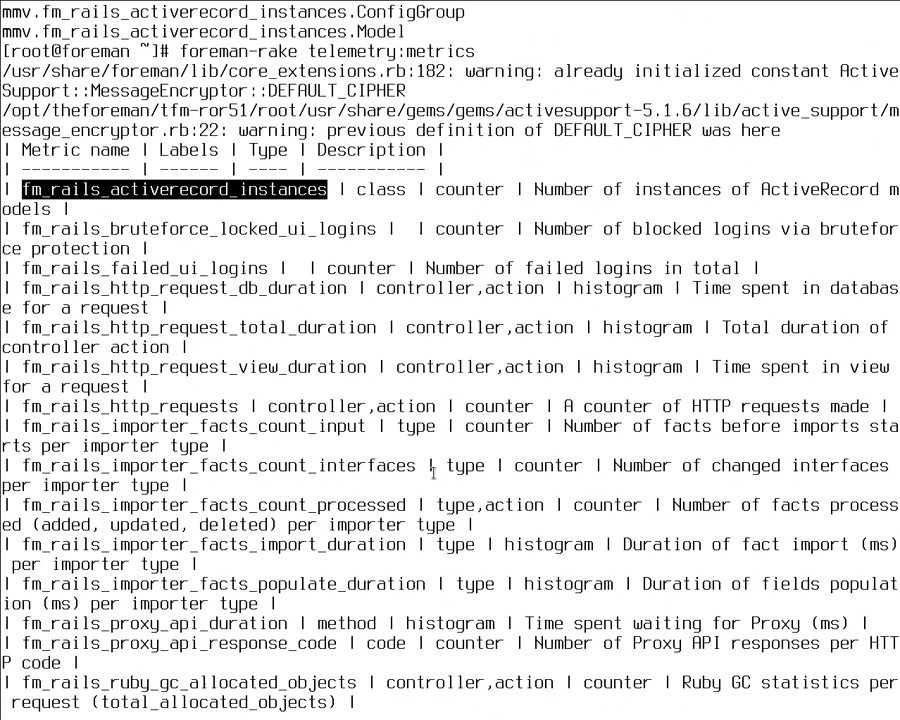 mmv.fm_rails_activerecord_instances.ConfigGroup
mmv.fm_rails_activerecord_instances.Model
[root@foreman ~]# foreman-rake telemetry:metrics
/usr/share/foreman/lib/core_extensions.rb:182: warning: already initialized constant Active
Support::MessageEncryptor::DEFAULT_CIPHER
/opt/theforeman/tfm-ror51/root/usr/share/gems/gems/activesupport-5.1.6/lib/active_support/m
essage_encryptor.rb:22: warning: previous definition of DEFAULT_CIPHER was here
| Metric name | Labels | Type | Description |
| ----------- | ------ | ---- | ----------- |
| fm_rails_activerecord_instances | class | counter | Number of instances of ActiveRecord m
odels |
| fm_rails_bruteforce_locked_ui_logins |  | counter | Number of blocked logins via brutefor
ce protection |
| fm_rails_failed_ui_logins |  | counter | Number of failed logins in total |
| fm_rails_http_request_db_duration | controller,action | histogram | Time spent in databas
e for a request |
| fm_rails_http_request_total_duration | controller,action | histogram | Total duration of
controller action |
| fm_rails_http_request_view_duration | controller,action | histogram | Time spent in view
for a request |
| fm_rails_http_requests | controller,action | counter | A counter of HTTP requests made |
| fm_rails_importer_facts_count_input | type | counter | Number of facts before imports sta
rts per importer type |
| fm_rails_importer_facts_count_interfaces | type | counter | Number of changed interfaces
per importer type |
| fm_rails_importer_facts_count_processed | type,action | counter | Number of facts process
ed (added, updated, deleted) per importer type |
| fm_rails_importer_facts_import_duration | type | histogram | Duration of fact import (ms)
 per importer type |
| fm_rails_importer_facts_populate_duration | type | histogram | Duration of fields populat
ion (ms) per importer type |
| fm_rails_proxy_api_duration | method | histogram | Time spent waiting for Proxy (ms) |
| fm_rails_proxy_api_response_code | code | counter | Number of Proxy API responses per HTT
P code |
| fm_rails_ruby_gc_allocated_objects | controller,action | counter | Ruby GC statistics per
 request (total_allocated_objects) |